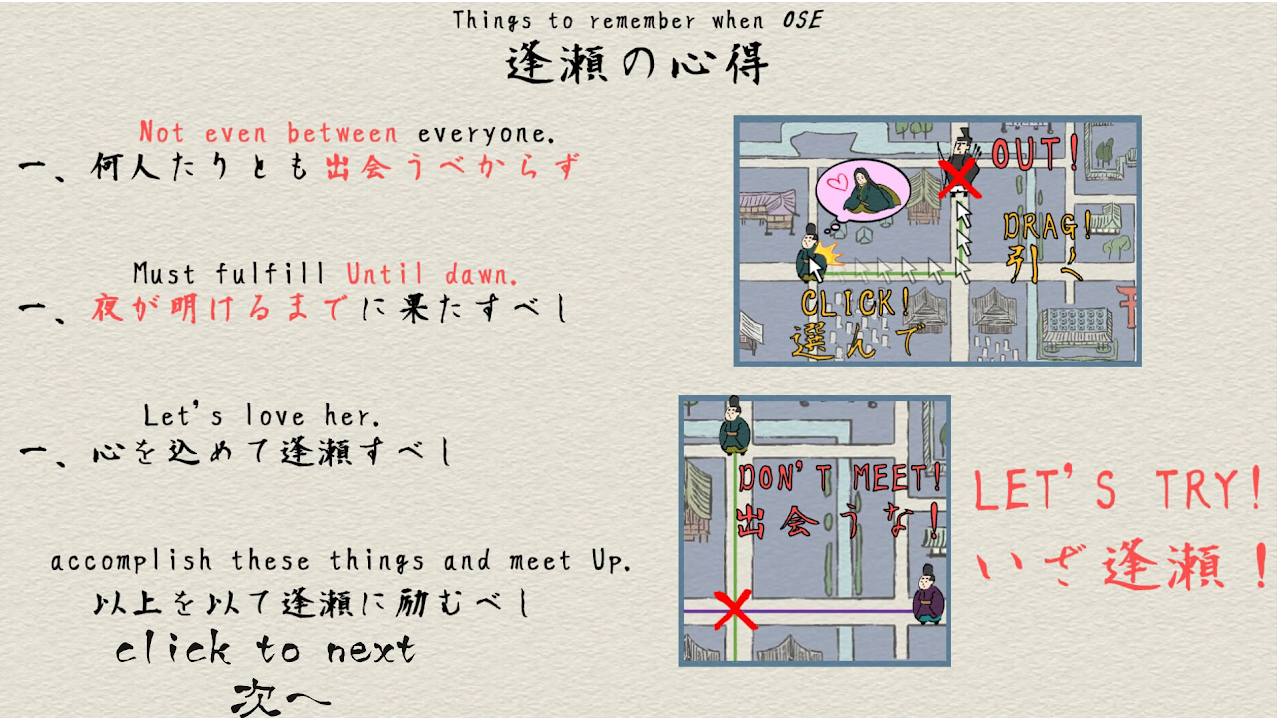 Things to remember when OSE
逢瀬の心得
Not even between everyone.
一、何人たりとも出会うべからず
Must fulfill Until dawn.
一、夜が明けるまでに果たすべし
Let's love her.
一、心を込めて逢瀬すべし
accomplish these things and meet Up.
以上を以て逢瀬に励むべし
click to next
次へ
OUT!
DRAG!
引く
CLICK!
選んで
DON'T MEET!
出会うな!
LET'S TRY!
いざ逢瀬!